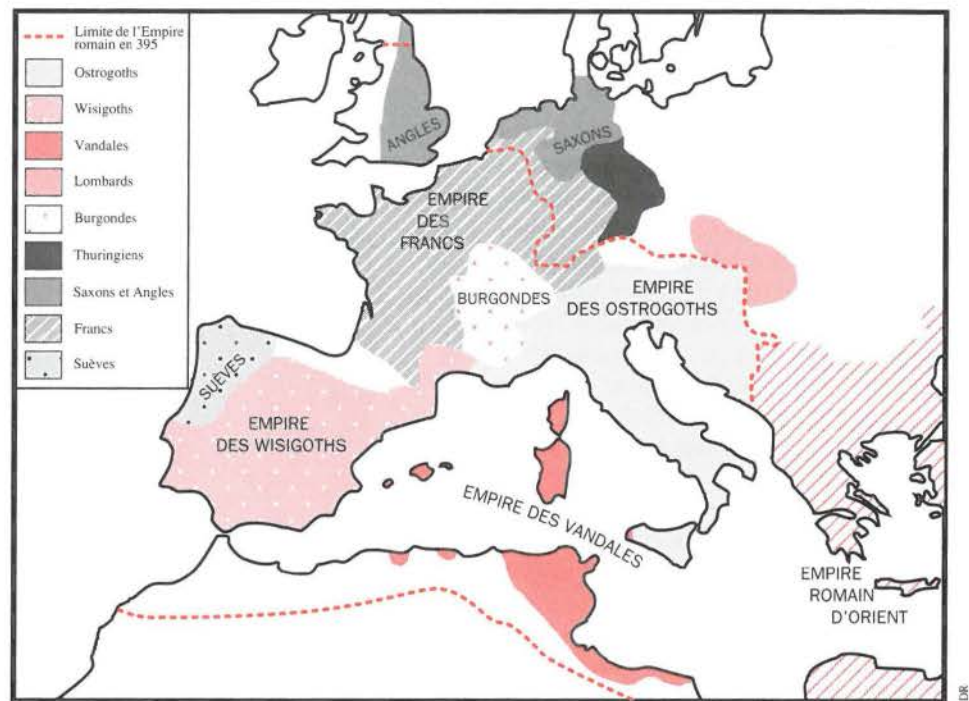 Limite de l'Empire
romain en 395
Ostrogoths
Wisigoths
Vandales
Lombards
Burgondes
Thuringiens
Saxons et Angles
Francs
Suèves
ANGLES
SAXONS
EMPIRE
DES
FRANCS
BURGONDES
EMPIRE
DES OSTROGOTHS
SUÈVES
EMPIRE
DES WISIGOTHS
EMPIRE DES VANDALES
EMPIRE
ROMAIN
D'ORIENT
DR